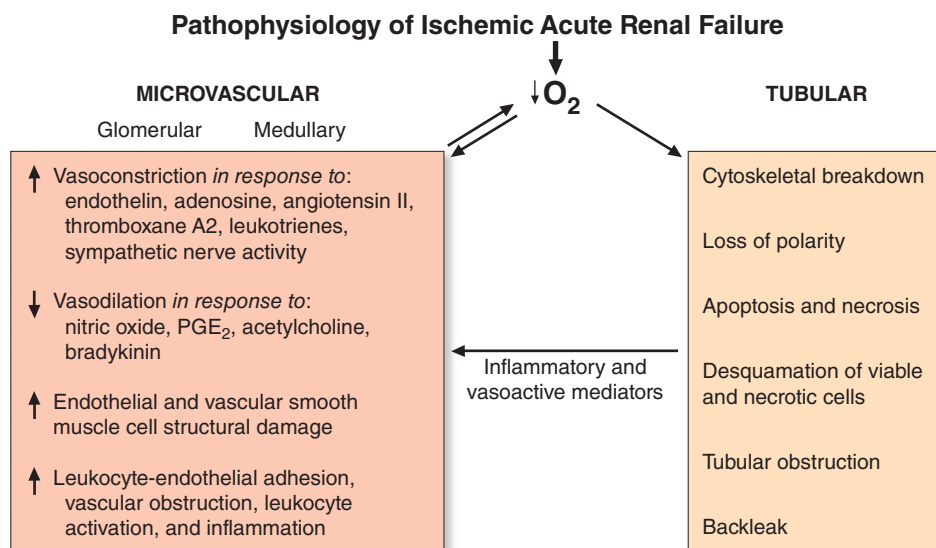 Pathophysiology of Ischemic Acute Renal Failure
↓O₂
MICROVASCULAR
Glomerular Medullary
↑ Vasoconstriction in response to:
endothelin, adenosine, angiotensin II,
thromboxane A2, leukotrienes,
sympathetic nerve activity
↓ Vasodilation in response to:
nitric oxide, PGE₂, acetylcholine,
bradykinin
↑ Endothelial and vascular smooth
muscle cell structural damage
↑ Leukocyte-endothelial adhesion,
vascular obstruction, leukocyte
activation, and inflammation
Inflammatory and
vasoactive mediators
TUBULAR
Cytoskeletal breakdown
Loss of polarity
Apoptosis and necrosis
Desquamation of viable
and necrotic cells
Tubular obstruction
Backleak